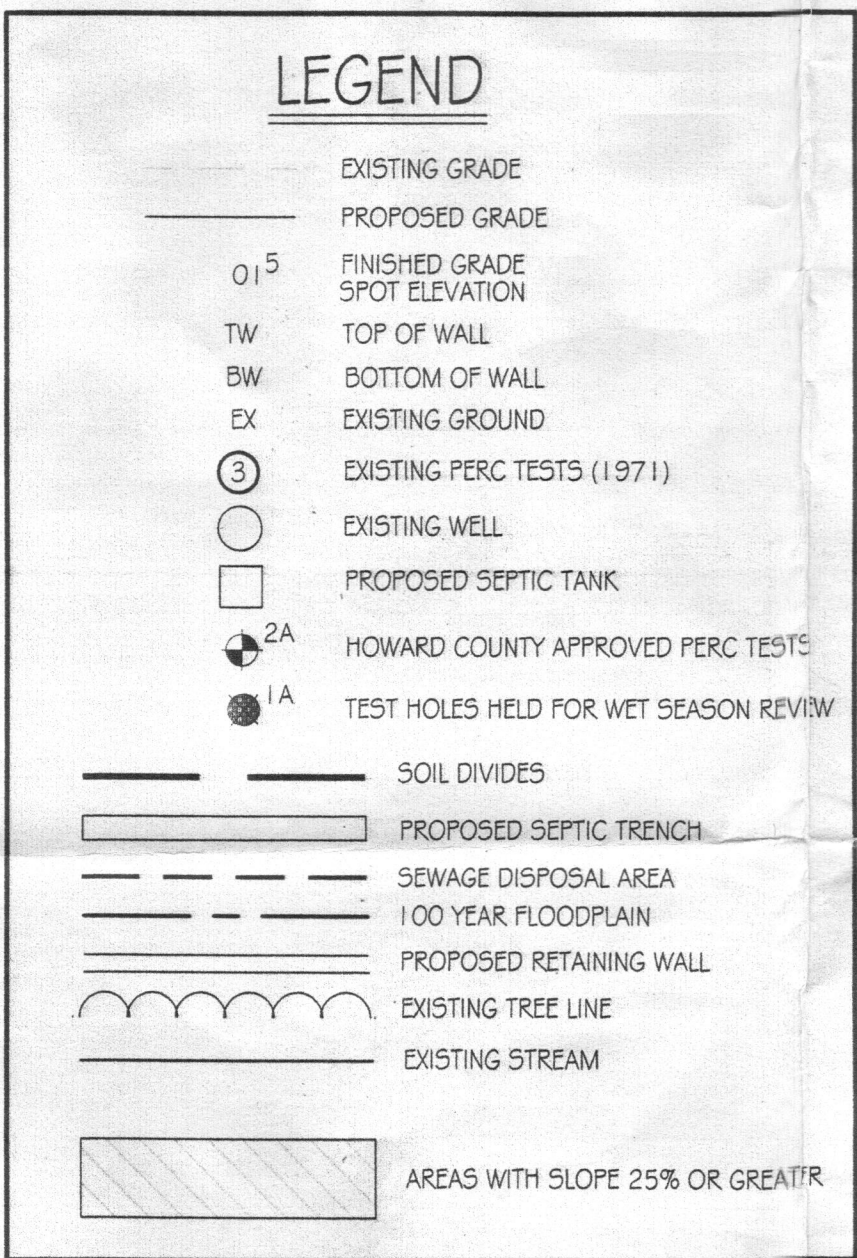 LEGEND
EXISTING GRADE
PROPOSED GRADE
01⁵ FINISHED GRADE
SPOT ELEVATION
TW TOP OF WALL
BW BOTTOM OF WALL
EX EXISTING GROUND
3 EXISTING PERC TESTS (1971)
EXISTING WELL
PROPOSED SEPTIC TANK
2A HOWARD COUNTY APPROVED PERC TESTS
1A TEST HOLES HELD FOR WET SEASON REVIEW
SOIL DIVIDES
PROPOSED SEPTIC TRENCH
SEWAGE DISPOSAL AREA
100 YEAR FLOODPLAIN
PROPOSED RETAINING WALL
EXISTING TREE LINE
EXISTING STREAM
AREAS WITH SLOPE 25% OR GREATER